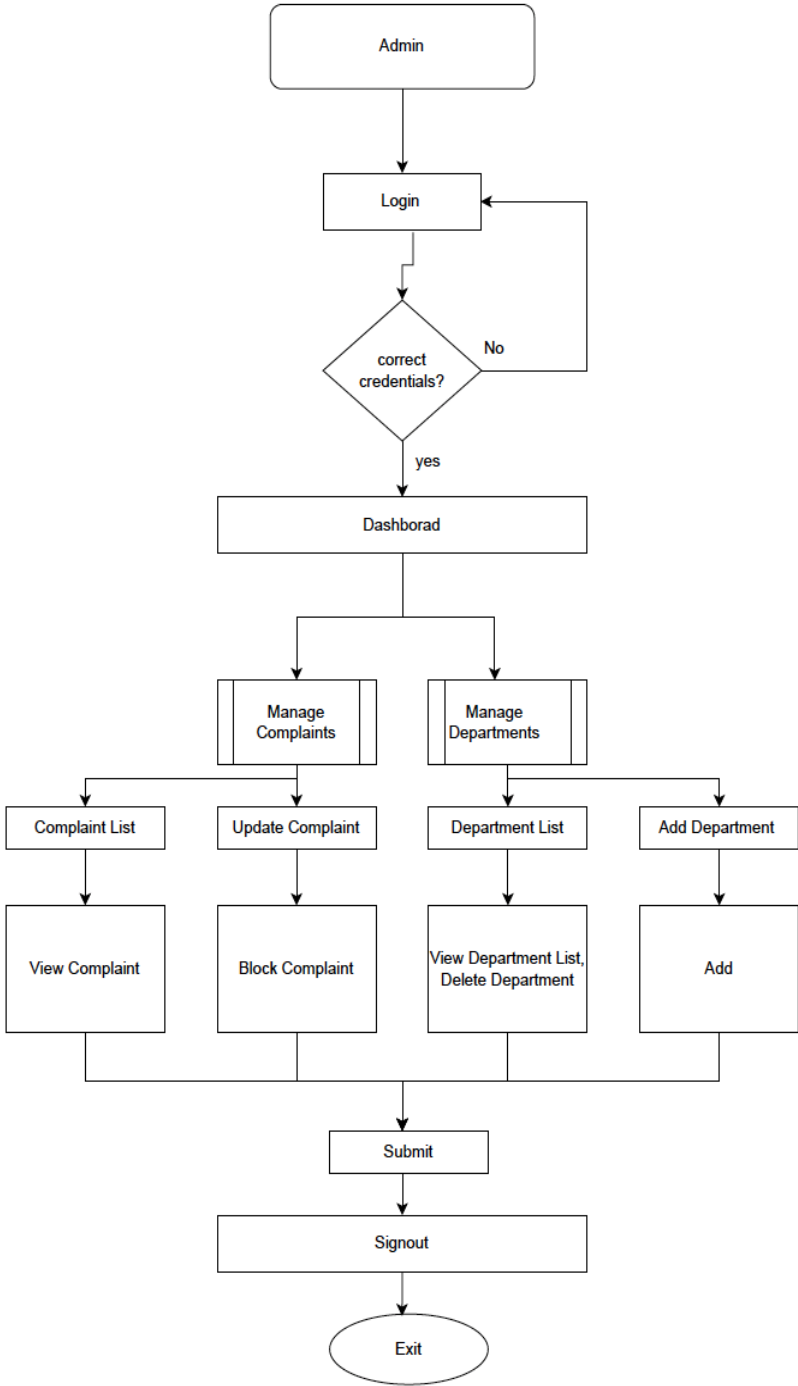 Admin
Login
correct
credentials?
No
yes
Dashborad
Manage
Complaints
Manage
Departments
Complaint List
Update Complaint
Department List
Add Department
View Complaint
Block Complaint
View Department List,
Delete Department
Add
Submit
Signout
Exit